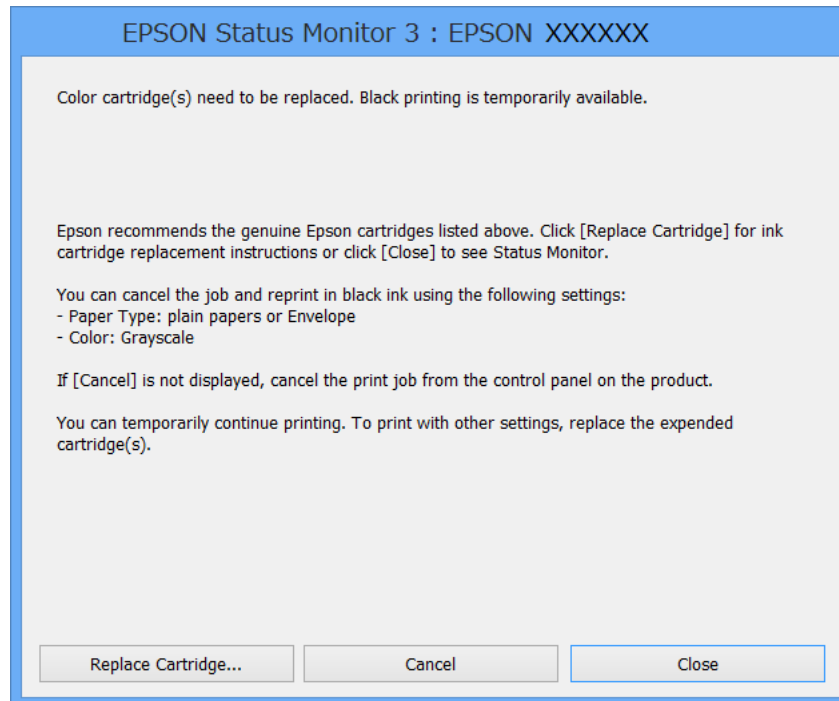 EPSON Status Monitor 3 : EPSON XXXXXX
Color cartridge(s) need to be replaced. Black printing is temporarily available.
Epson recommends the genuine Epson cartridges listed above. Click [Replace Cartridge] for ink
cartridge replacement instructions or click [Close] to see Status Monitor.
You can cancel the job and reprint in black ink using the following settings:
- Paper Type: plain papers or Envelope
- Color: Grayscale
If [Cancel] is not displayed, cancel the print job from the control panel on the product.
You can temporarily continue printing. To print with other settings, replace the expended
cartridge(s).
Replace Cartridge...
Cancel
Close